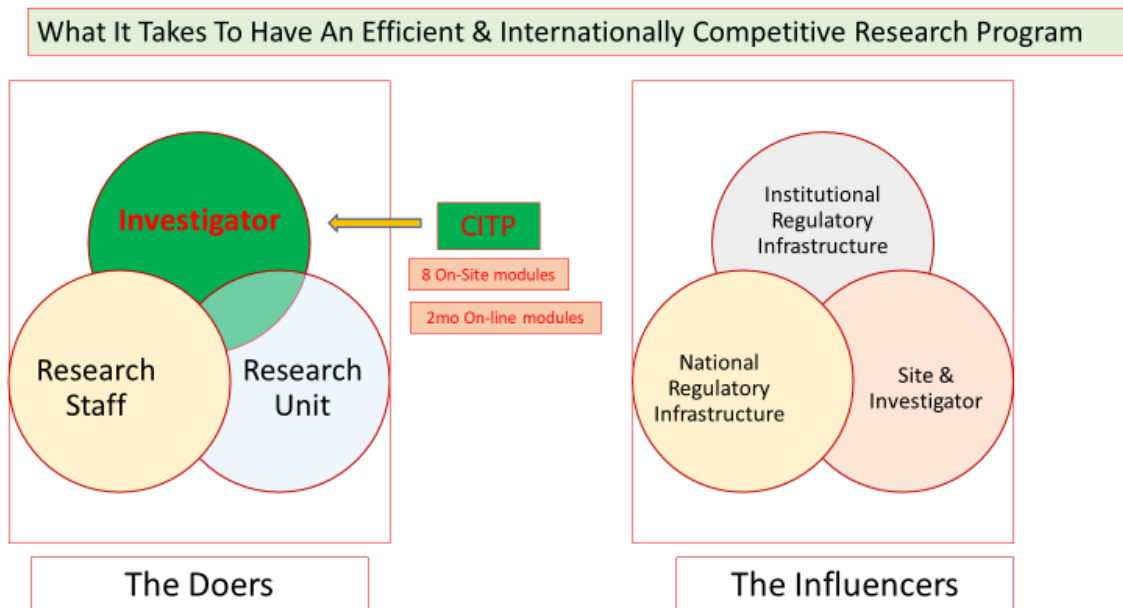 What It Takes To Have An Efficient & Internationally Competitive Research Program
Investigator
CITP
8 On-Site modules
2mo On-line modules
Research
Staff
Research
Unit
The Doers
Institutional
Regulatory
Infrastructure
National
Regulatory
Infrastructure
Site &
Investigator
The Influencers